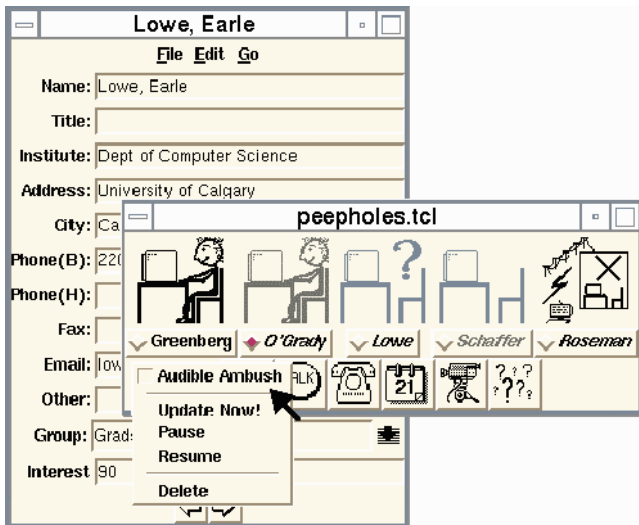 Lowe, Earle
File Edit Go
Name: Lowe, Earle
Title:
Institute: Dept of Computer Science
Address: University of Calgary
peepholes.tcl
City: Ca
Phone(B): 220
Phone(H):
Greenberg O'Grady Lowe Schaffer Roseman
Fax:
Email: low
Audible Ambush
21
Other:
Update Now!
Group: Grads
Pause
Resume
Interest 90
Delete